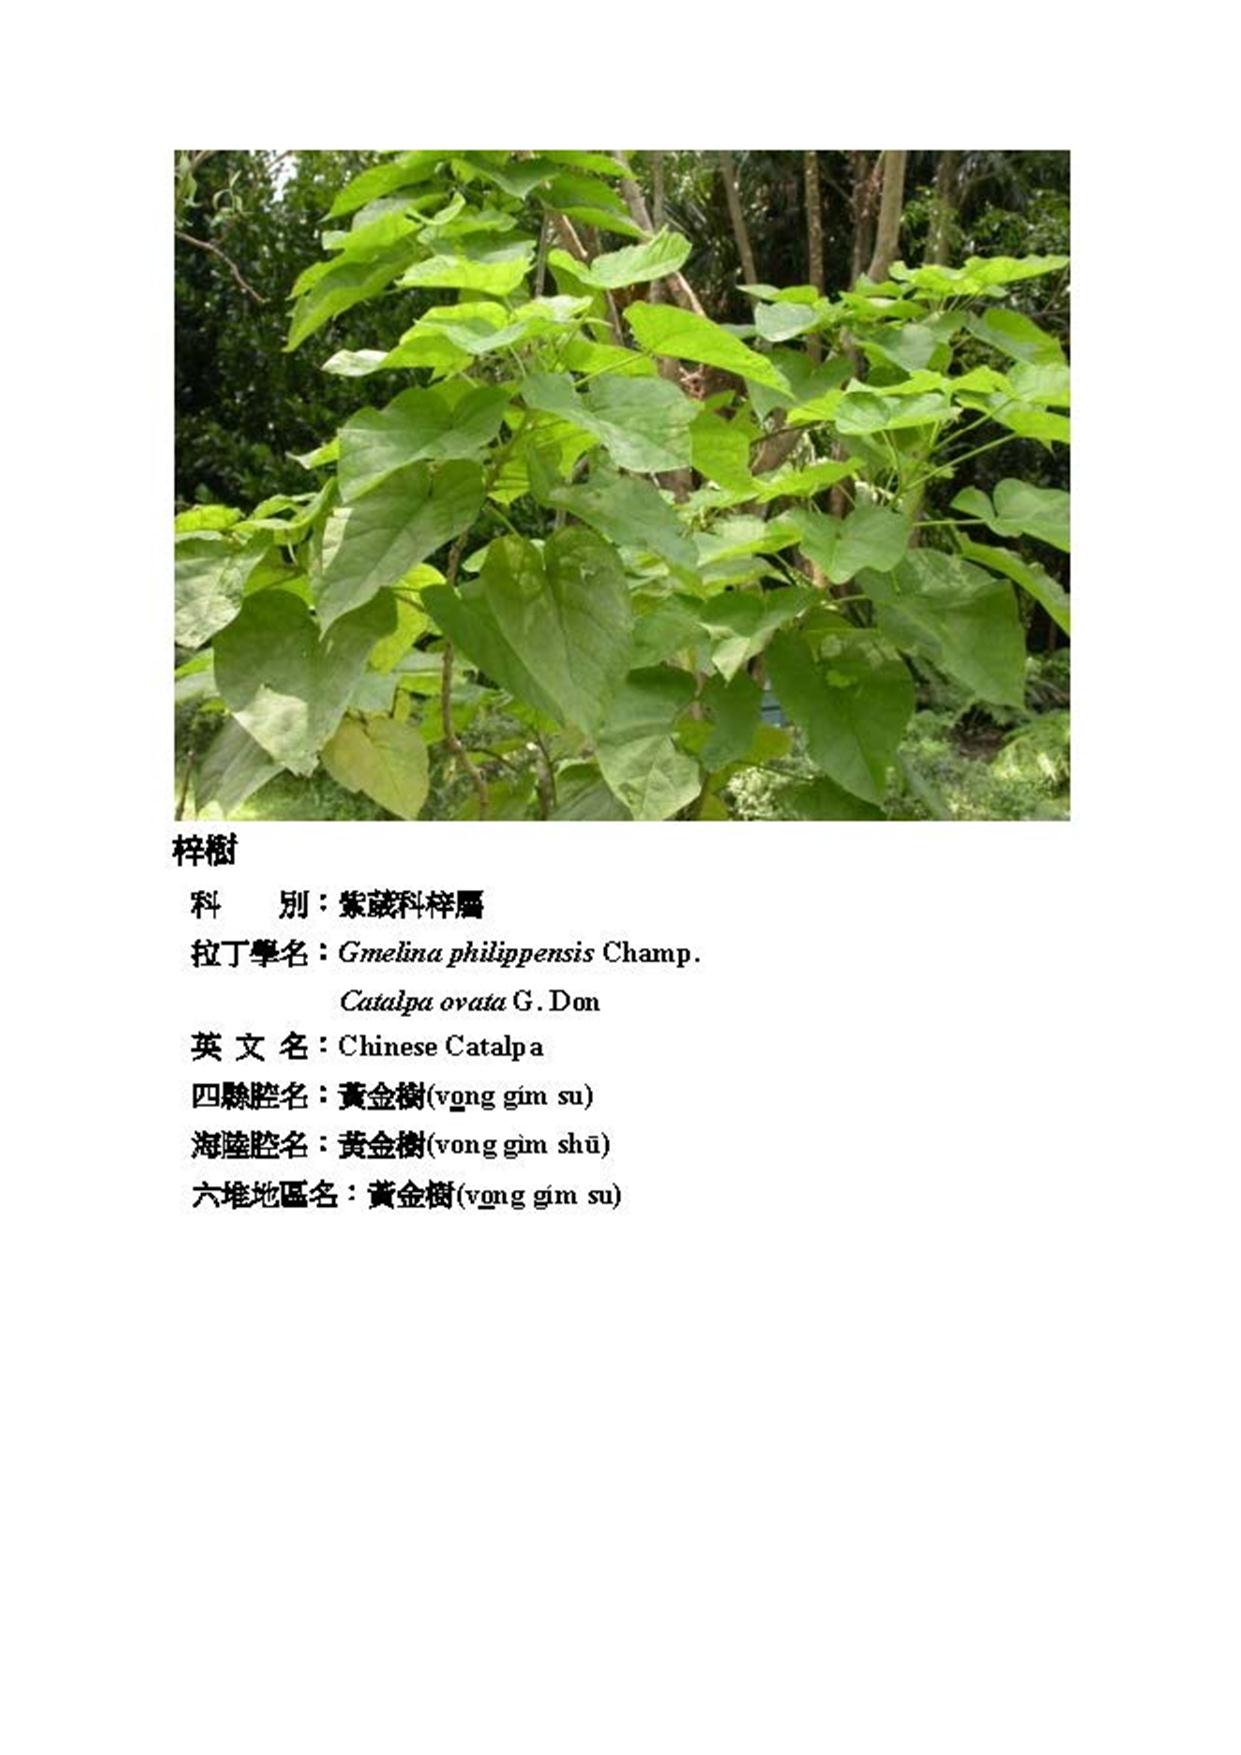 梓樹
科　　別：紫葳科梓屬
拉丁學名：Gmelina philippensis Champ.
Catalpa ovata G. Don
英 文 名：Chinese Catalpa
四縣腔名：黃金樹(vong gím su)
海陸腔名：黃金樹(vong gìm shū)
六堆地區名：黃金樹(vong gím su)